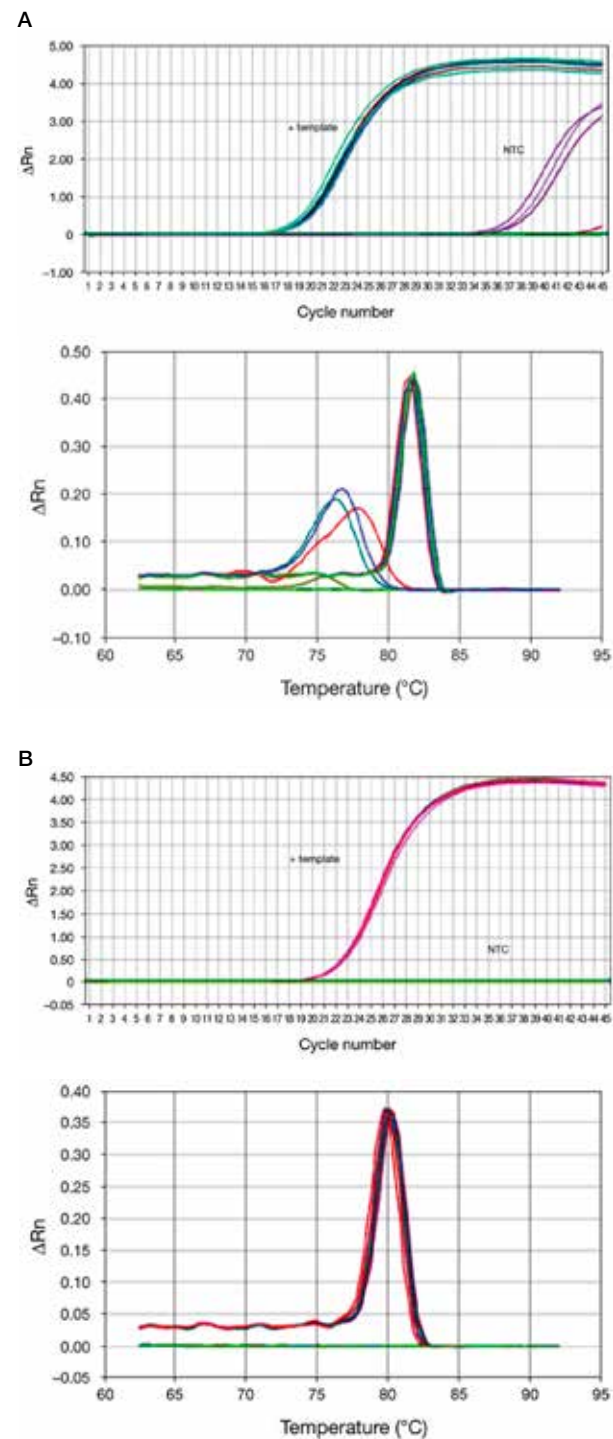 A
5.00
4.00
3.00
2.00
1.00
0
−1.00
ΔRn
+ template
NTC
1 2 3 4 5 6 7 8 9 10 11 12 13 14 15 16 17 18 19 20 21 22 23 24 25 26 27 28 29 30 31 32 33 34 35 36 37 38 39 40 41 42 43 44 45
Cycle number
0.50
0.40
0.30
0.20
0.10
0.00
−0.10
ΔRn
60 65 70 75 80 85 90 95
Temperature (°C)
B
4.50
4.00
3.50
3.00
2.50
2.00
1.50
1.00
0.50
0
−0.05
ΔRn
+ template
NTC
1 2 3 4 5 6 7 8 9 10 11 12 13 14 15 16 17 18 19 20 21 22 23 24 25 26 27 28 29 30 31 32 33 34 35 36 37 38 39 40 41 42 43 44 45
Cycle number
0.40
0.35
0.30
0.25
0.20
0.15
0.10
0.05
0.00
−0.05
ΔRn
60 65 70 75 80 85 90 95
Temperature (°C)